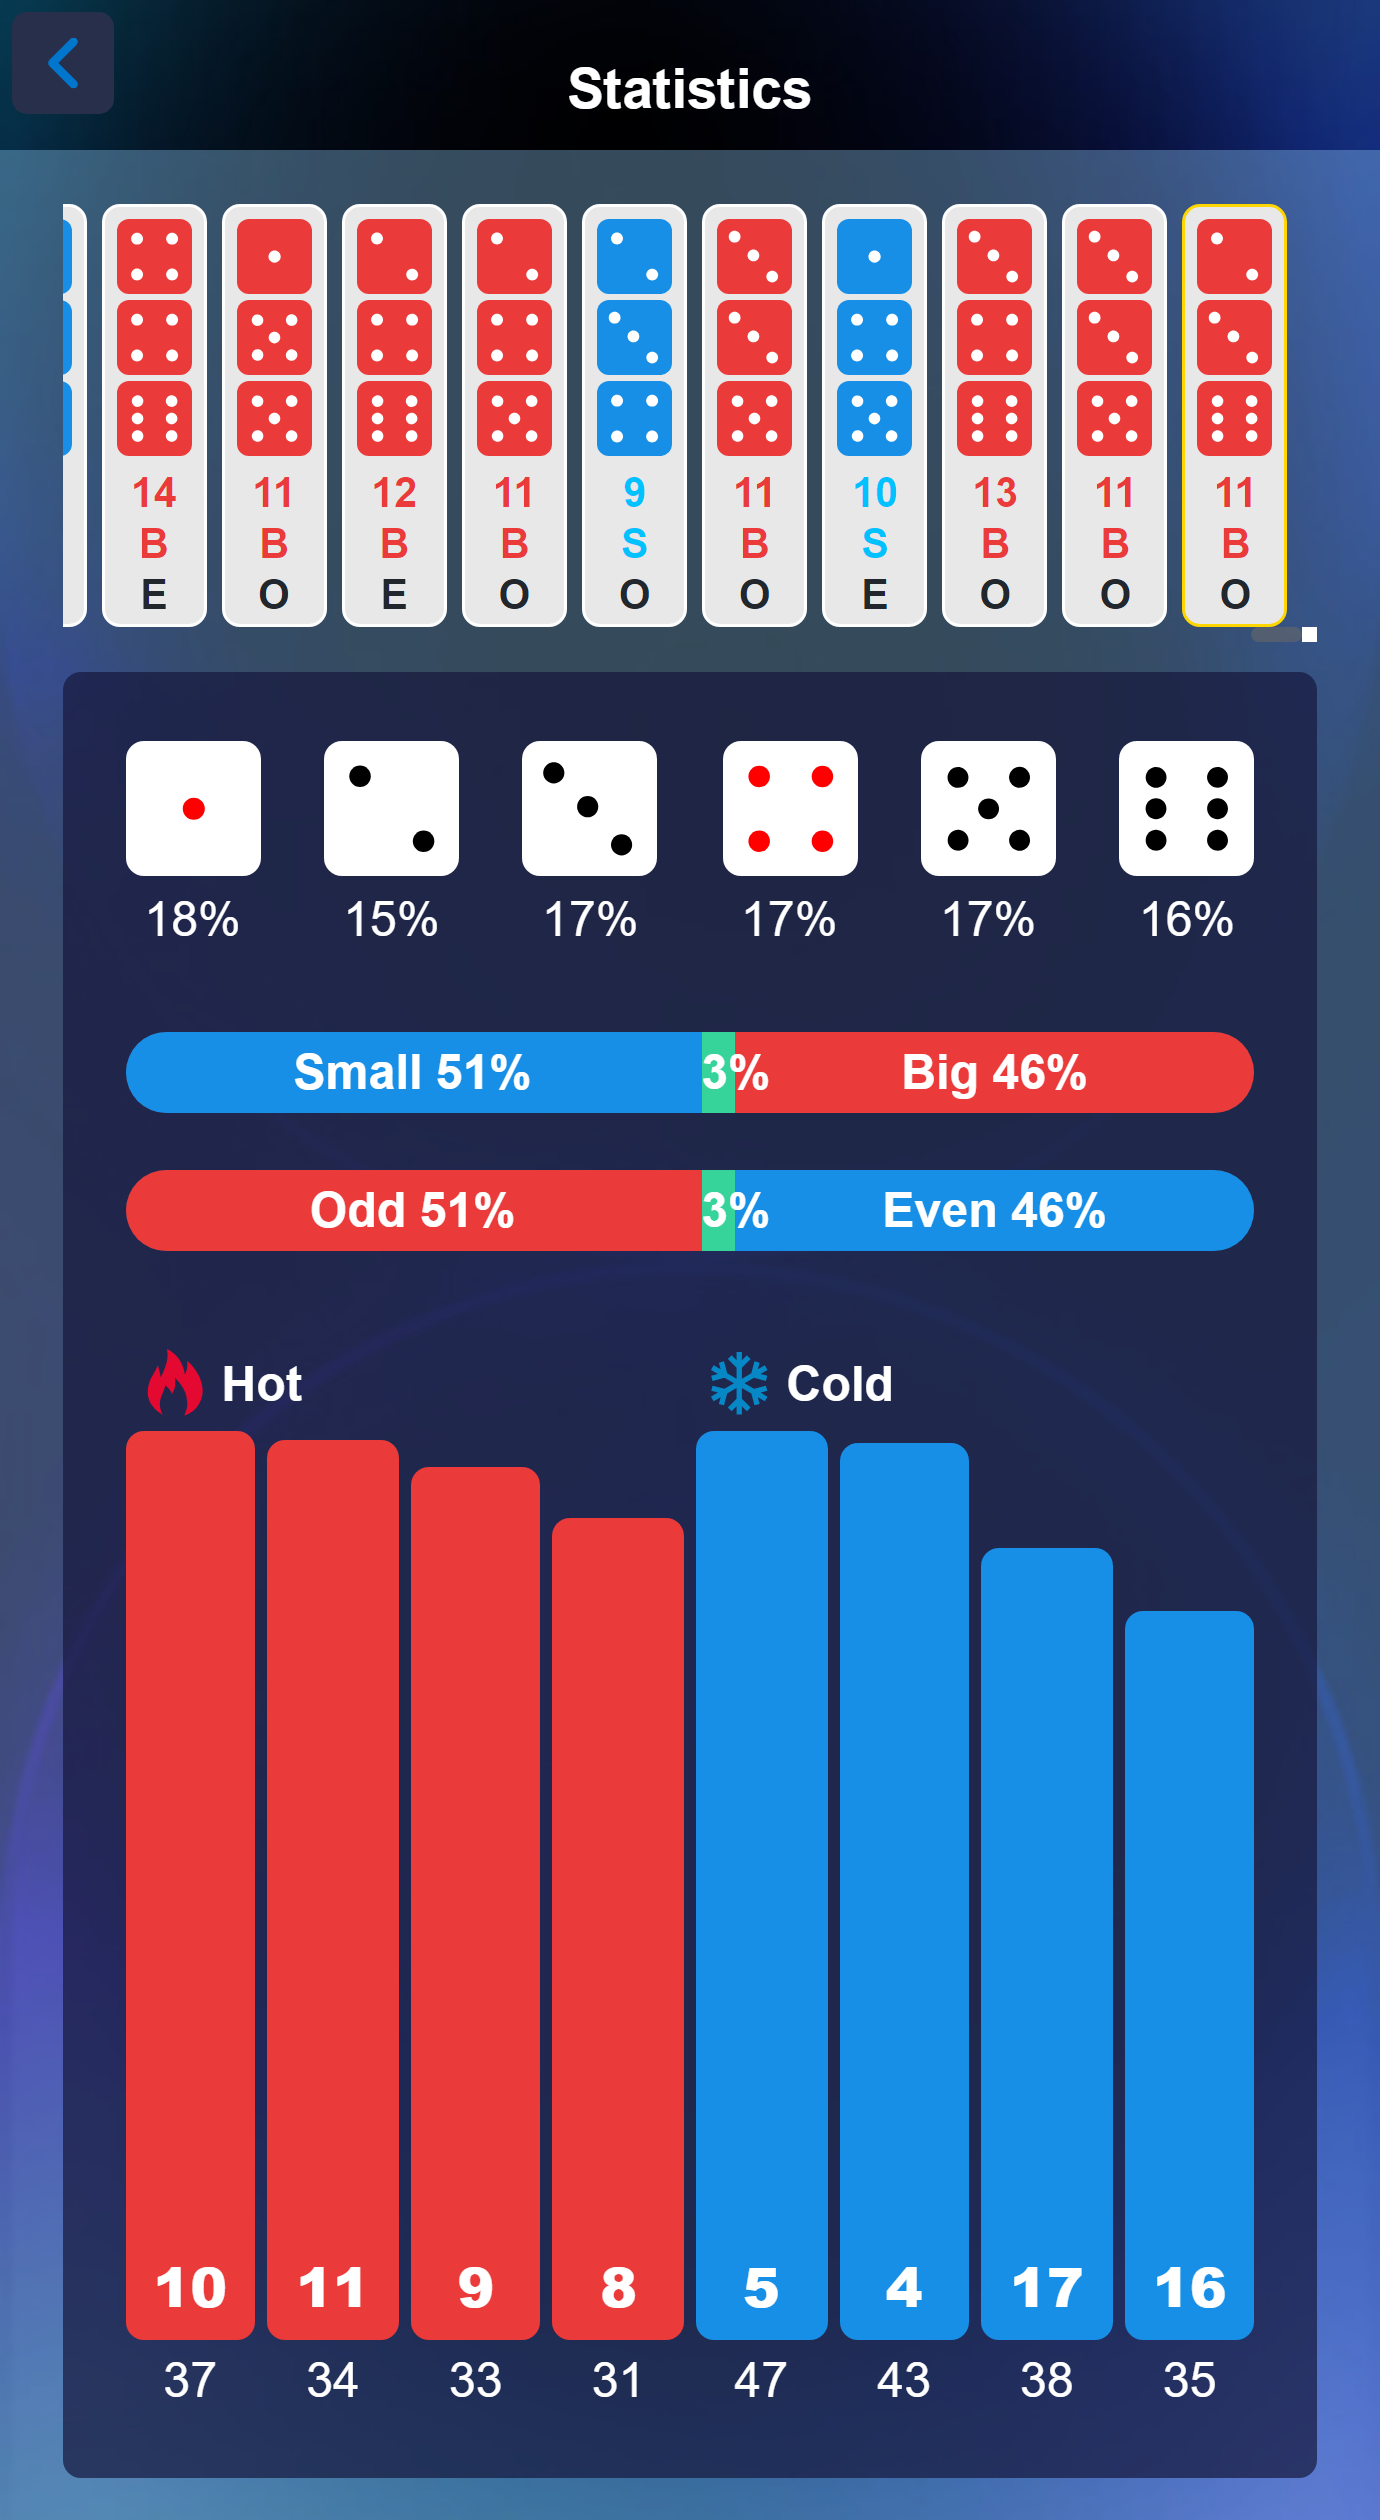 Statistics
14 11 12 11 9 11 10 13 11 11
B B B B S B S B B B
E O E O O O E O O O
18% 15% 17% 17% 17% 16%
Small 51% 3% Big 46%
Odd 51% 3% Even 46%
Hot Cold
10 11 9 8 5 4 17 16
37 34 33 31 47 43 38 35